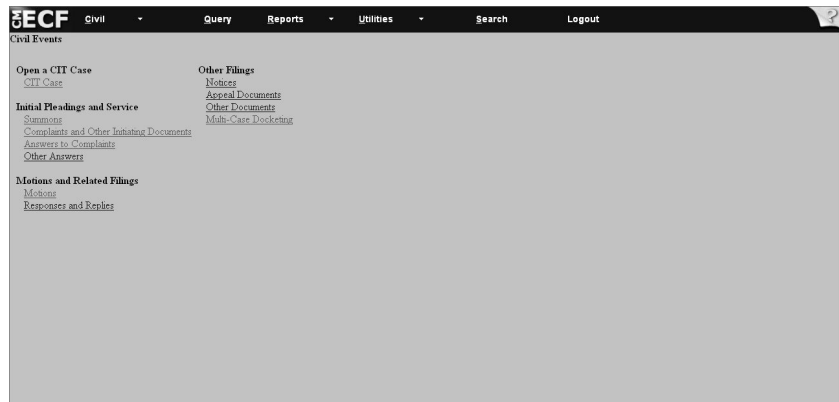 CM ECF Civil Query Reports Utilities Search Logout ?
Civil Events
Open a CIT Case
CIT Case
Initial Pleadings and Service
Summons
Complaints and Other Initiating Documents
Answers to Complaints
Other Answers
Motions and Related Filings
Motions
Responses and Replies
Other Filings
Notices
Appeal Documents
Other Documents
Multi-Case Docketing